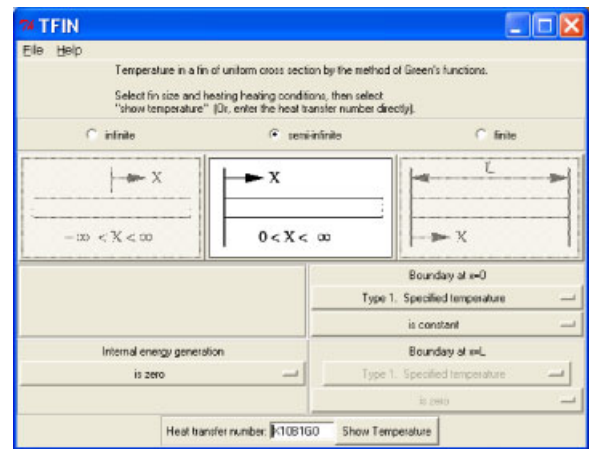 TFIN
File Help
Temperature in a fin of uniform cross section by the method of Green's functions.
Select fin size and heating heating conditions, then select
"show temperature" (Or, enter the heat transfer number directly).
infinite semi-infinite finite
X X L
-∞ < X < ∞ 0 < X < ∞ X
Boundary at x=0
Type 1. Specified temperature
is constant
Internal energy generation Boundary at x=L
is zero Type 1. Specified temperature
is zero
Heat transfer number: X10B1G0 Show Temperature